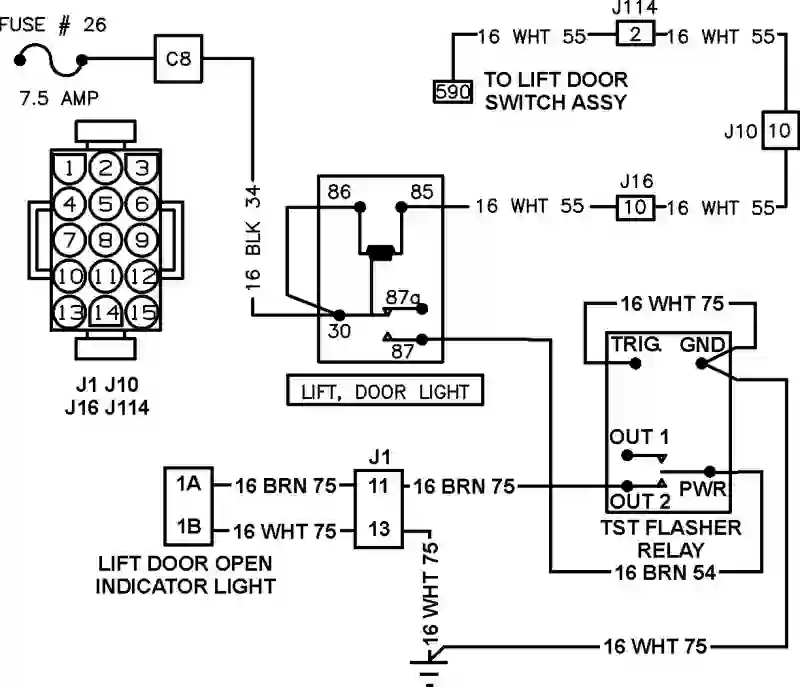 FUSE # 26
7.5 AMP
C8
J114
16 WHT 55
2
16 WHT 55
590
TO LIFT DOOR
SWITCH ASSY
J10
10
1 2 3
4 5 6
7 8 9
10 11 12
13 14 15
J1 J10
J16 J114
16 BLK 34
86
85
87a
30
87
LIFT, DOOR LIGHT
16 WHT 55
J16
10
16 WHT 55
16 WHT 75
TRIG.
GND
OUT 1
OUT 2
PWR
TST FLASHER
RELAY
16 BRN 54
1A
16 BRN 75
J1
11
16 BRN 75
1B
16 WHT 75
13
LIFT DOOR OPEN
INDICATOR LIGHT
16 WHT 75
16 WHT 75